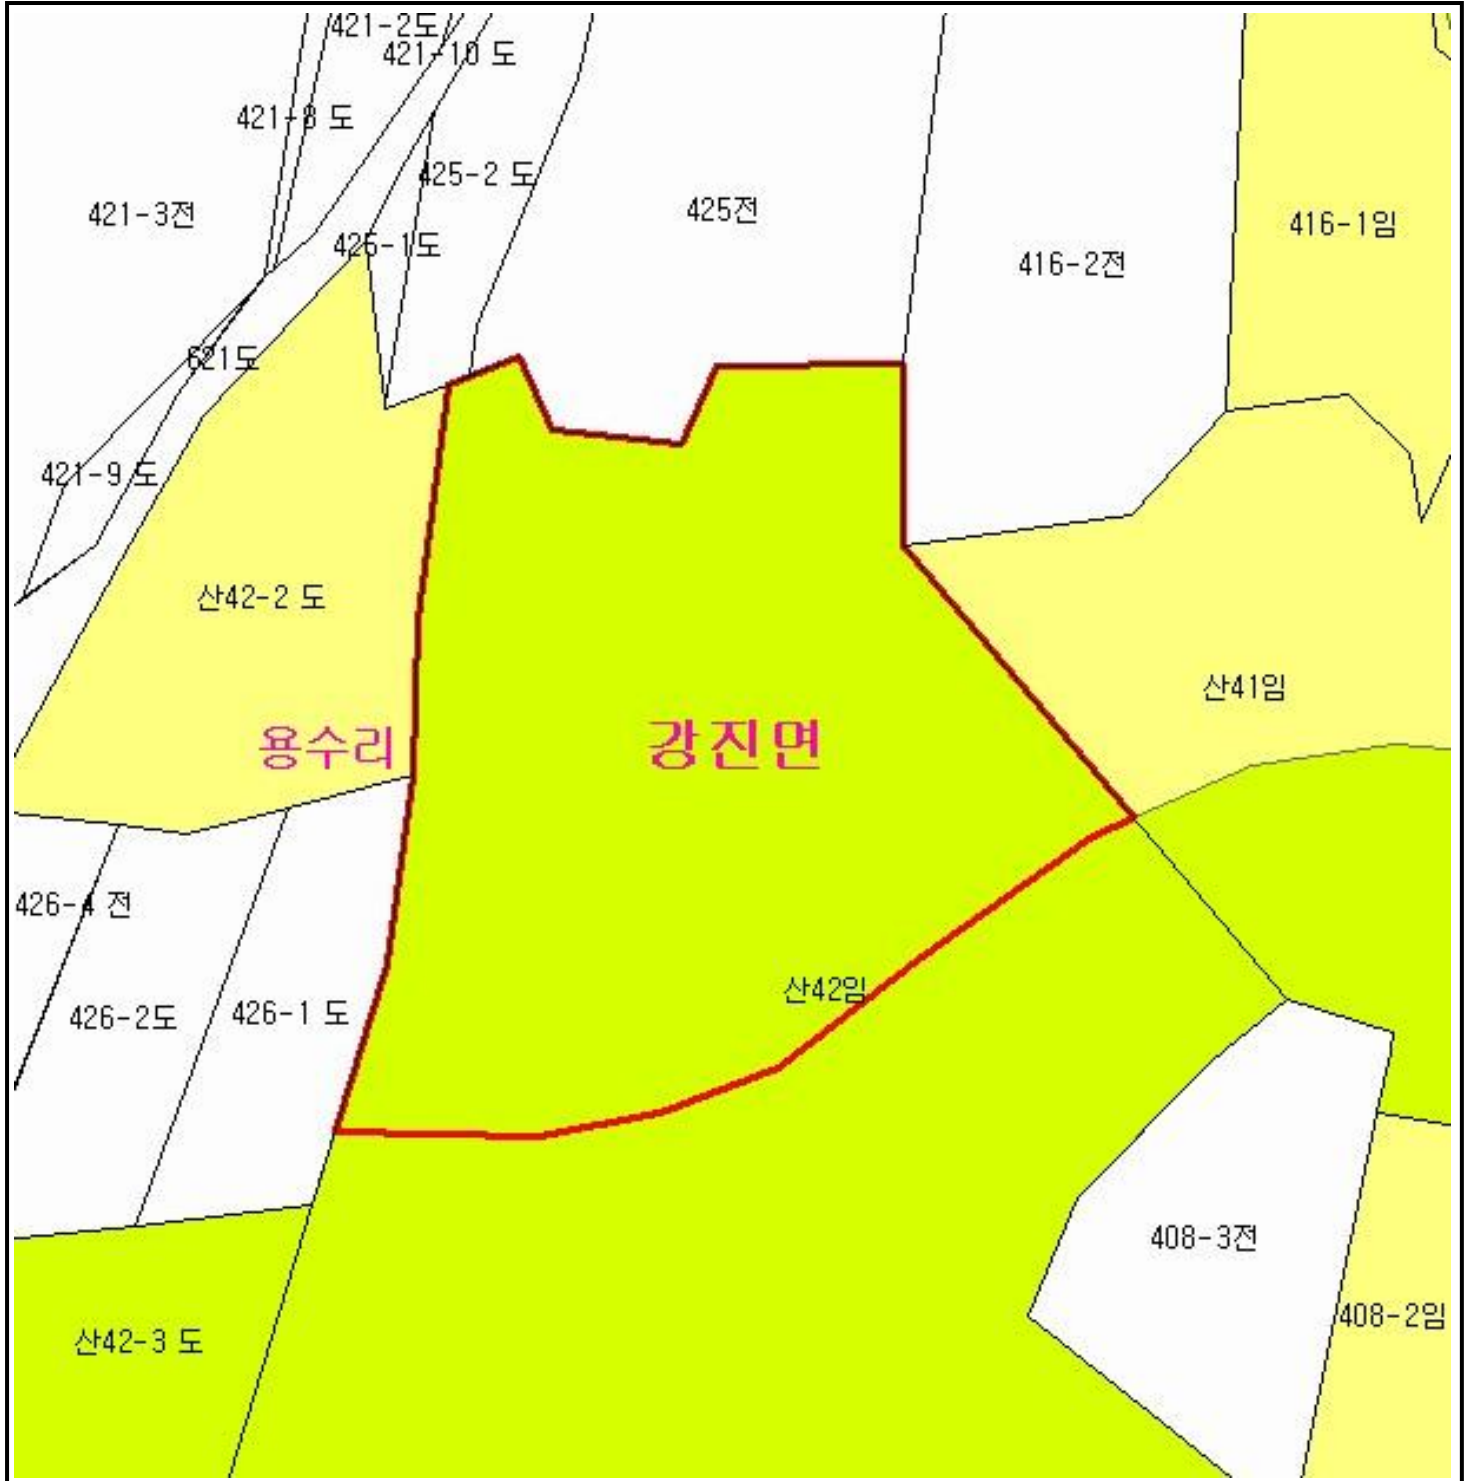 421-2도
421-10 도
421-8 도
425-2 도
421-3전
425전
416-1임
425-1도
416-2전
621도
421-9 도
산42-2 도
산41임
용수리
강진면
426-4 전
산42임
426-2도
426-1 도
408-3전
408-2임
산42-3 도